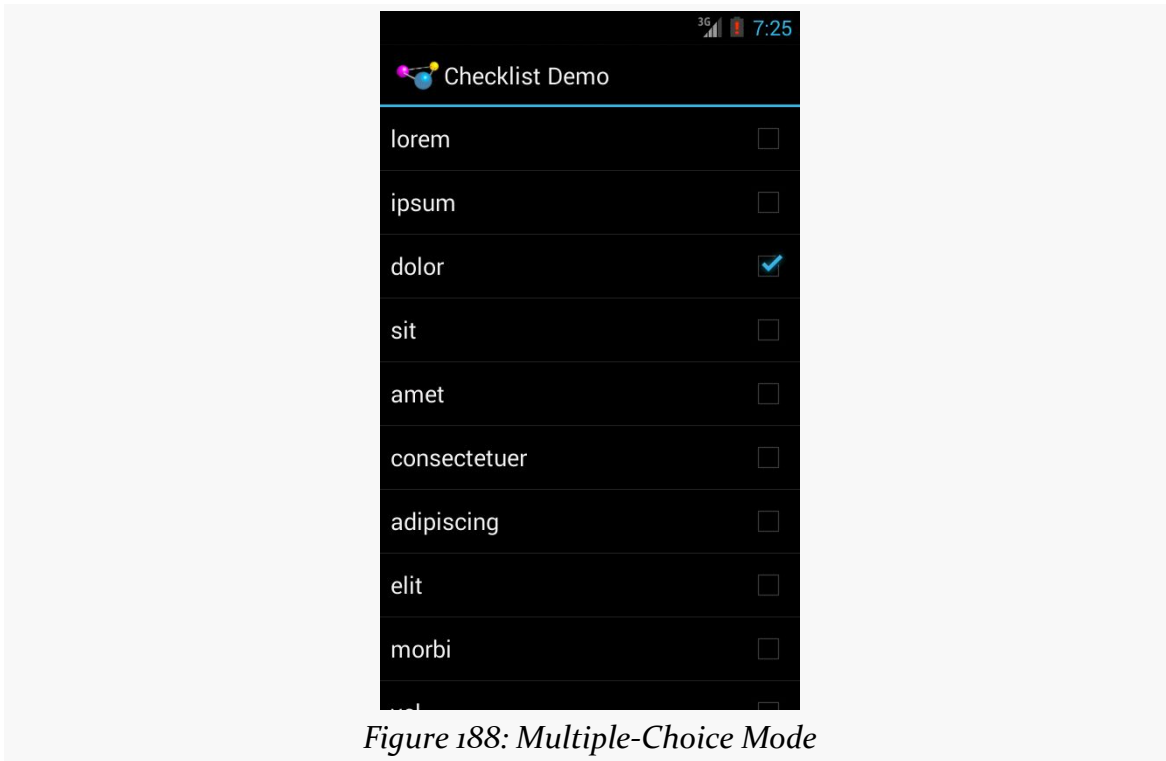 3G 7:25
Checklist Demo
lorem
ipsum
dolor
sit
amet
consectetuer
adipiscing
elit
morbi
Figure 188: Multiple-Choice Mode